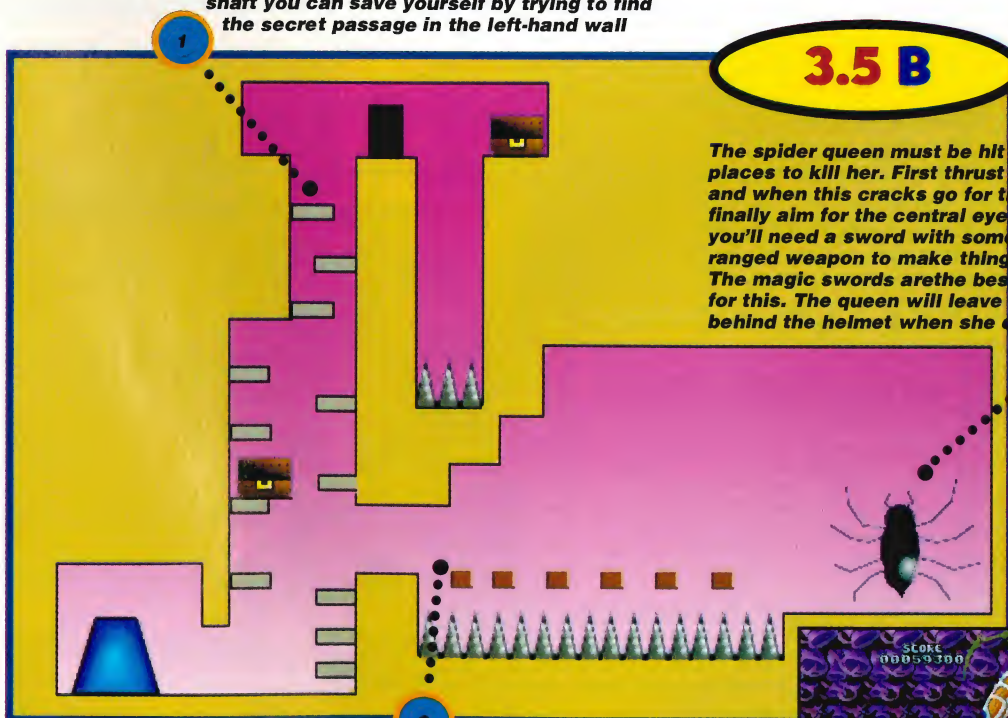 shaft you can save yourself by trying to find
the secret passage in the left-hand wall
1
3.5 B
The spider queen must be hit
places to kill her. First thrust
and when this cracks go for
finally aim for the central eye
you'll need a sword with
ranged weapon to make
The magic swords arethe
for this. The queen will leave
behind the helmet when she
SCORE
00059300